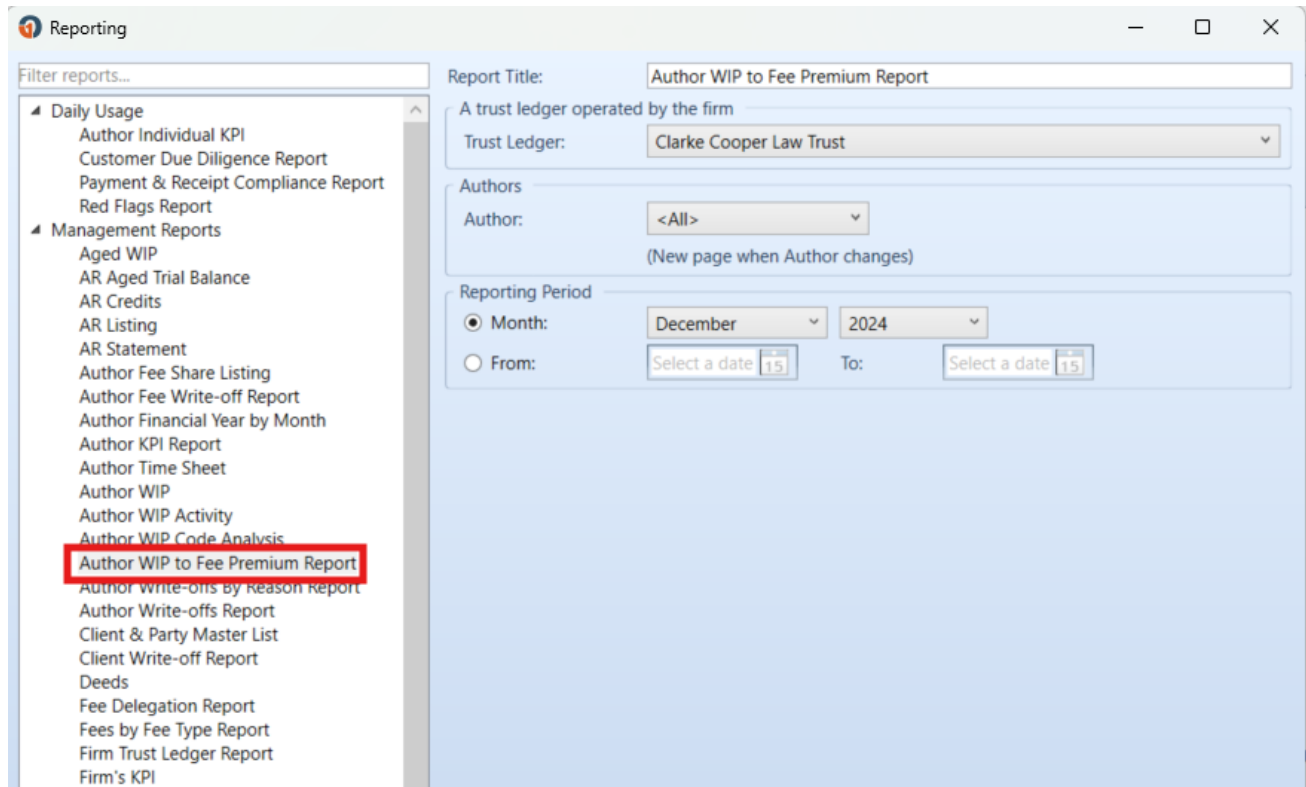 Reporting
Filter reports...
Daily Usage
Author Individual KPI
Customer Due Diligence Report
Payment & Receipt Compliance Report
Red Flags Report
Management Reports
Aged WIP
AR Aged Trial Balance
AR Credits
AR Listing
AR Statement
Author Fee Share Listing
Author Fee Write-off Report
Author Financial Year by Month
Author KPI Report
Author Time Sheet
Author WIP
Author WIP Activity
Author WIP Code Analysis
Author WIP to Fee Premium Report
Author Write-offs By Reason Report
Author Write-offs Report
Client & Party Master List
Client Write-off Report
Deeds
Fee Delegation Report
Fees by Fee Type Report
Firm Trust Ledger Report
Firm's KPI
Report Title: Author WIP to Fee Premium Report
A trust ledger operated by the firm
Trust Ledger: Clarke Cooper Law Trust
Authors
Author: <All>
(New page when Author changes)
Reporting Period
Month: December 2024
From: Select a date 15 To: Select a date 15